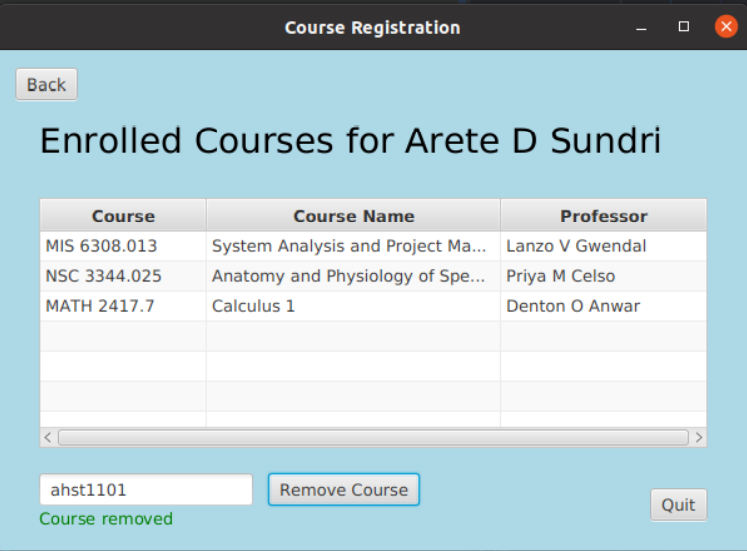 Course Registration
Back
Enrolled Courses for Arete D Sundri
Course Course Name Professor
MIS 6308.013 System Analysis and Project Ma... Lanzo V Gwendal
NSC 3344.025 Anatomy and Physiology of Spe... Priya M Celso
MATH 2417.7 Calculus 1 Denton O Anwar
ahst1101 Remove Course
Course removed
Quit